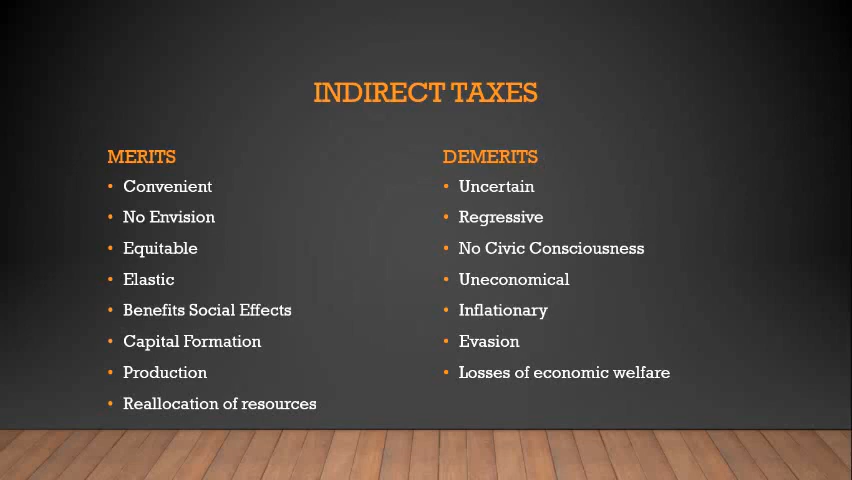 INDIRECT TAXES
MERITS
• Convenient
• No Envision
• Equitable
• Elastic
• Benefits Social Effects
• Capital Formation
• Production
• Reallocation of resources
DEMERITS
• Uncertain
• Regressive
• No Civic Consciousness
• Uneconomical
• Inflationary
• Evasion
• Losses of economic welfare